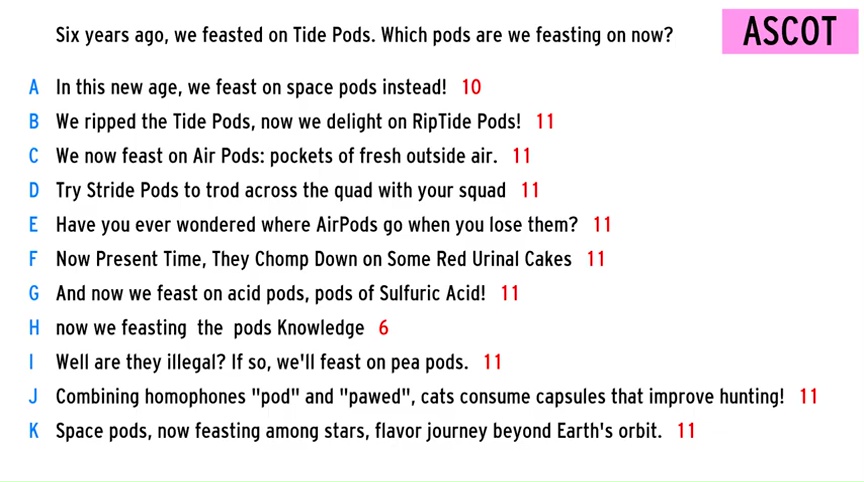 Six years ago, we feasted on Tide Pods. Which pods are we feasting on now?
ASCOT
A In this new age, we feast on space pods instead! 10
B We ripped the Tide Pods, now we delight on RipTide Pods! 11
C We now feast on Air Pods: pockets of fresh outside air. 11
D Try Stride Pods to trod across the quad with your squad 11
E Have you ever wondered where AirPods go when you lose them? 11
F Now Present Time, They Chomp Down on Some Red Urinal Cakes 11
G And now we feast on acid pods, pods of Sulfuric Acid! 11
H now we feasting the pods Knowledge 6
I Well are they illegal? If so, we'll feast on pea pods. 11
J Combining homophones "pod" and "pawed", cats consume capsules that improve hunting! 11
K Space pods, now feasting among stars, flavor journey beyond Earth's orbit. 11